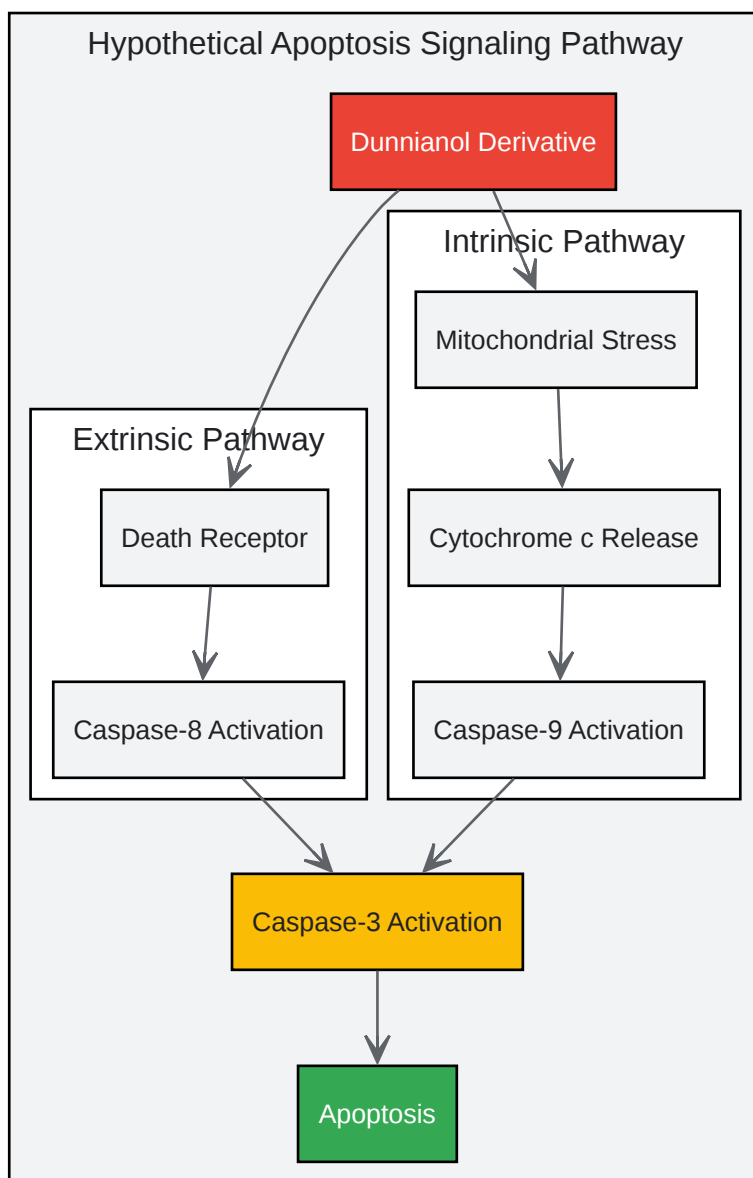 Hypothetical Apoptosis Signaling Pathway
Dunnianol Derivative
Intrinsic Pathway
Mitochondrial Stress
Extrinsic Pathway
Death Receptor
Cytochrome c Release
Caspase-8 Activation
Caspase-9 Activation
Caspase-3 Activation
Apoptosis